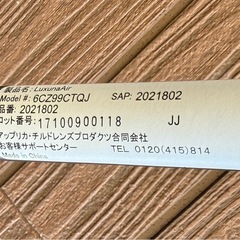 製品名: LuxunaAir
Model #: 6CZ99CTQJ SAP: 2021802
品番: 2021802
ロット番号: 17100900118 JJ
アップリカ・チルドレンズプロダクツ合同会社
お客様サポートセンター TEL 0120(415)814
Made in China